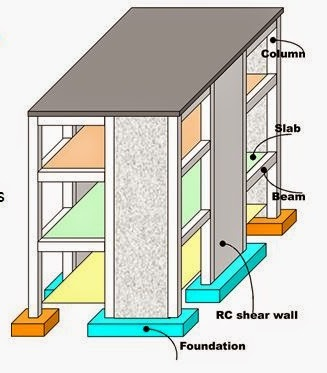 Column
Slab
Beam
s
RC shear wall
Foundation